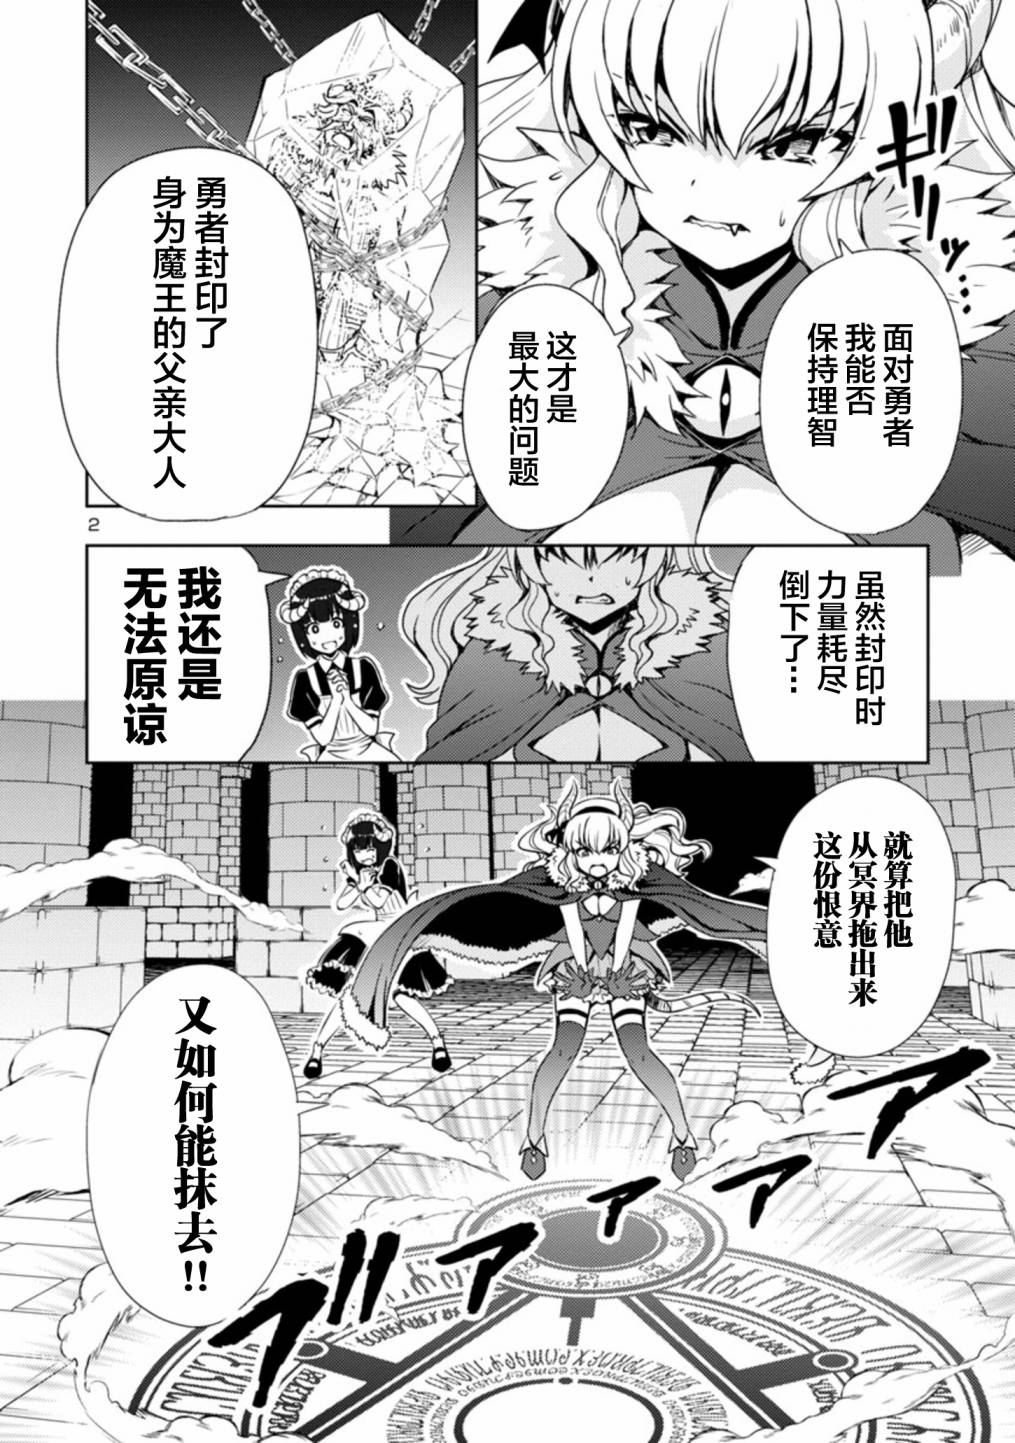 面对勇者
我能否
保持理智
这才是
最大的问题
ギリッ…
勇者封印了
身为魔王的父亲大人
2
虽然封印时
力量耗尽
倒下了…
我还是
无法原谅
就算把他
从冥界拖出来
这份恨意
又如何能抹去!!
ズアアアア